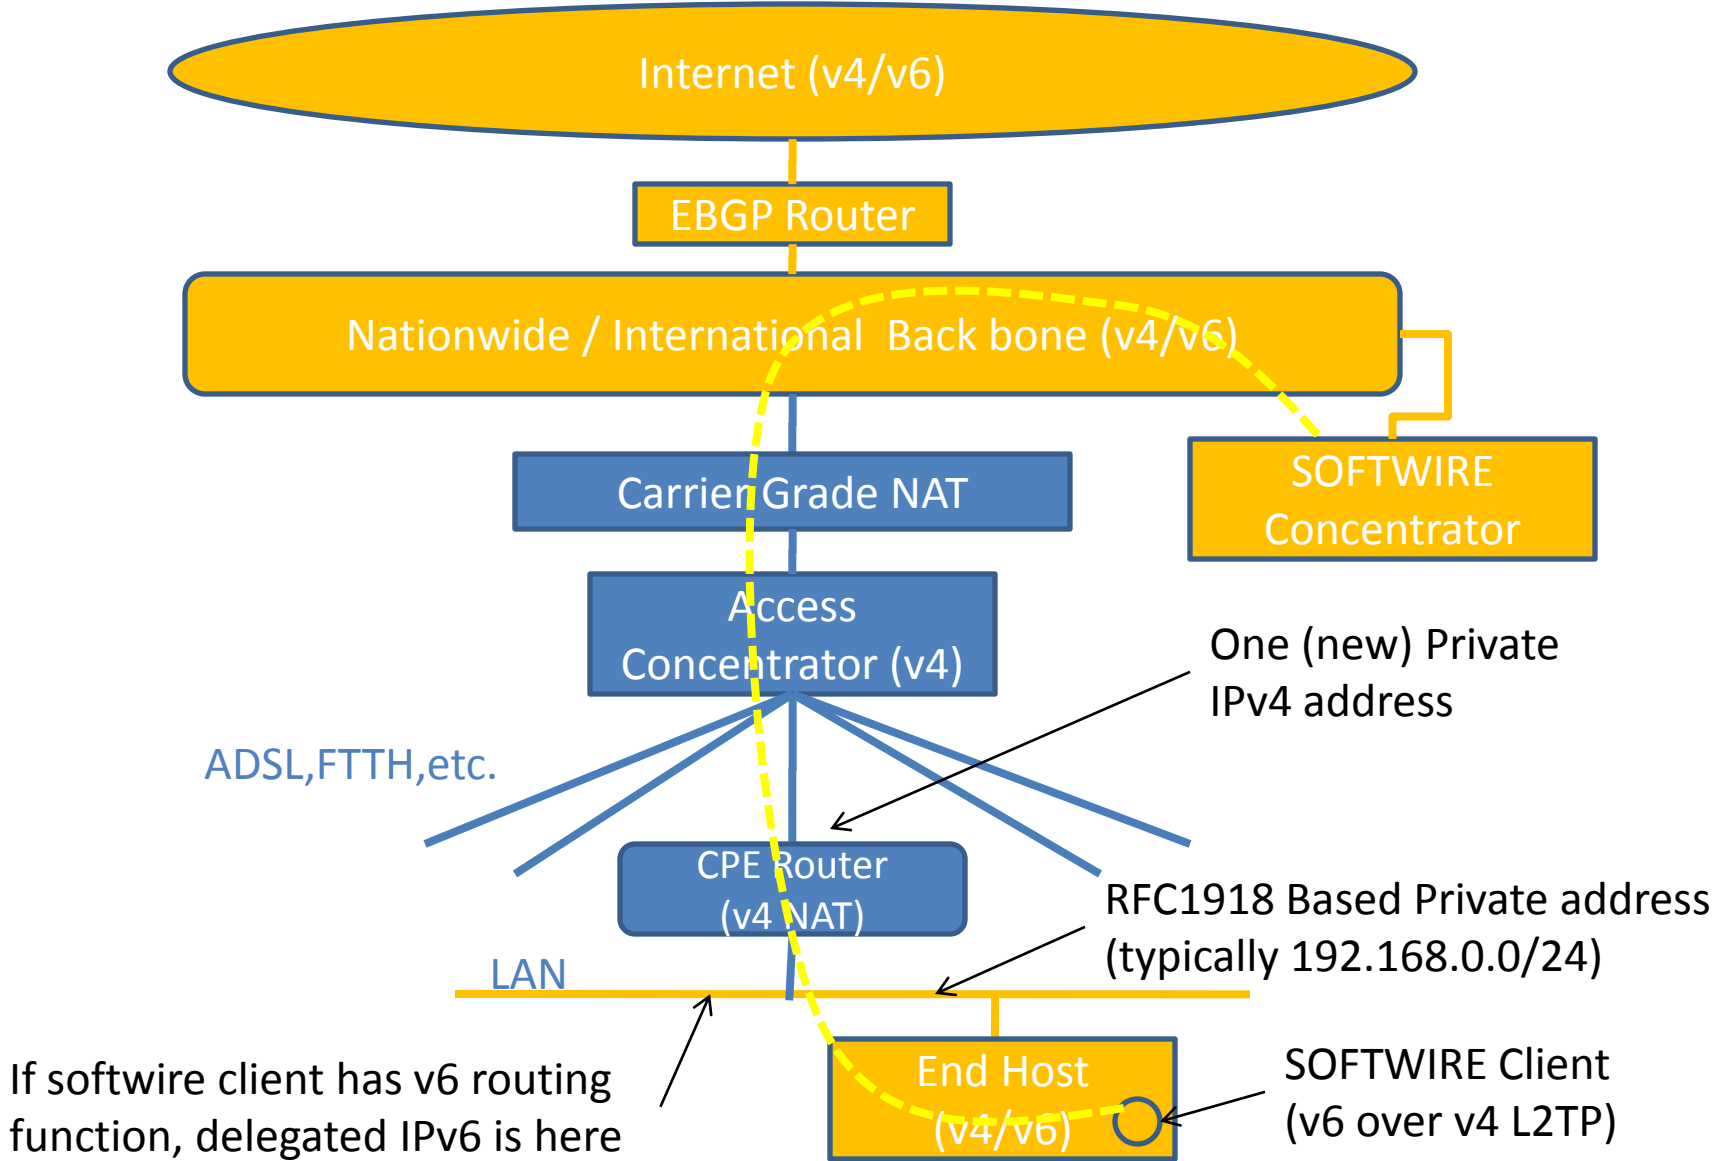 Internet (v4/v6)
EBGP Router
Nationwide / International  Back bone (v4/v6)
SOFTWIRE
Concentrator
Carrier Grade NAT
Access
Concentrator (v4)
One (new) Private
IPv4 address
ADSL,FTTH,etc.
CPE Router
(v4 NAT)
RFC1918 Based Private address
(typically 192.168.0.0/24)
LAN
If softwire client has v6 routing
function, delegated IPv6 is here
End Host
(v4/v6)
SOFTWIRE Client
(v6 over v4 L2TP)